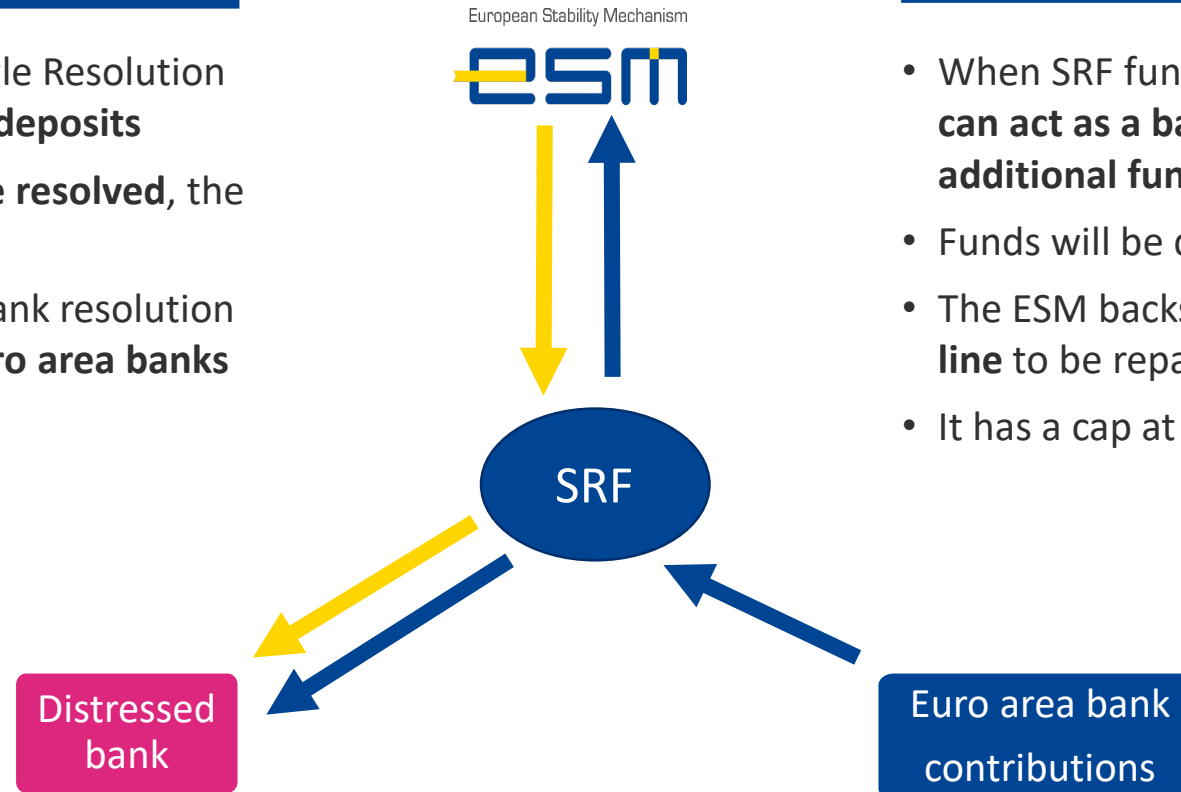 European Stability Mechanism
esm
le Resolution
deposits
resolved, the
ank resolution
ro area banks
• When SRF fun
can act as a ba
additional fun
• Funds will be
• The ESM backs
line to be repa
• It has a cap at
SRF
Distressed
bank
Euro area bank
contributions